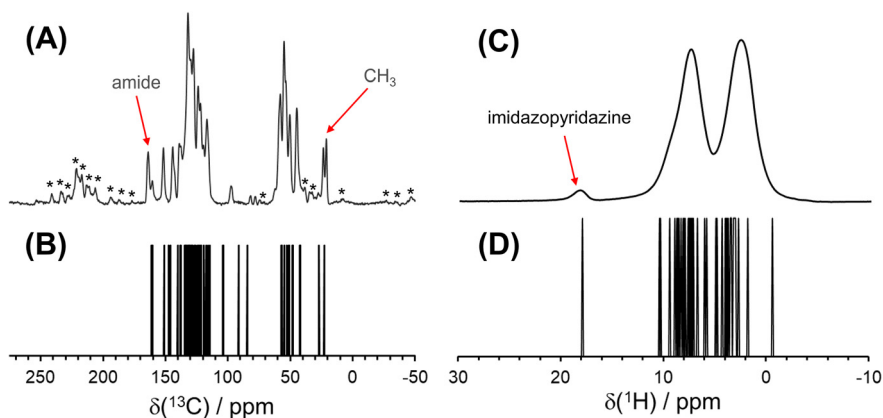 (A)
amide
CH₃
* * * * * * * * * * * * * * * *
(B)
250 200 150 100 50 0 -50
δ(¹³C) / ppm
(C)
imidazopyridazine
(D)
30 20 10 0 -10
δ(¹H) / ppm